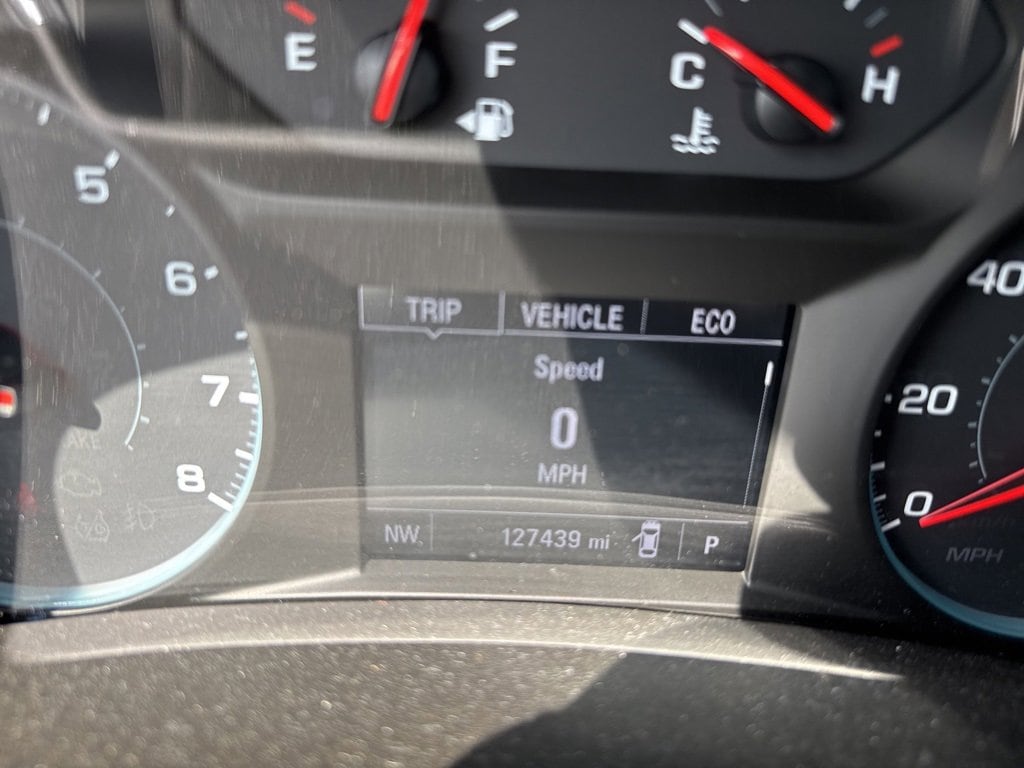 E F C H
5
6
7
8
TRIP VEHICLE ECO
Speed
0
MPH
NW 127439 mi P
40
20
0
MPH